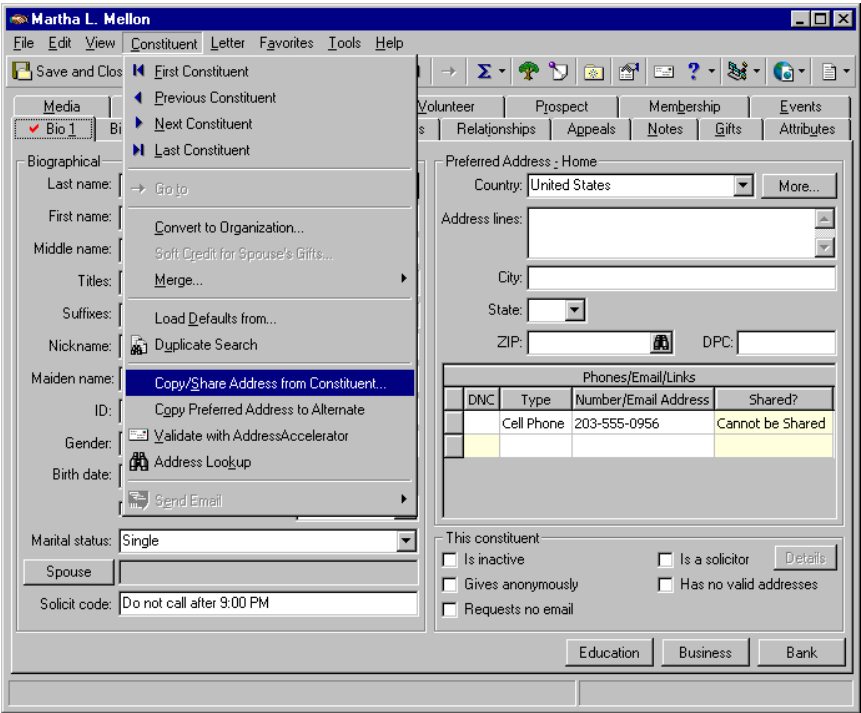 Martha L. Mellon
File Edit View Constituent Letter Favorites Tools Help
Save and Clos
First Constituent
Previous Constituent
Next Constituent
Last Constituent
Go to
Convert to Organization...
Soft Credit for Spouse's Gifts...
Merge...
Load Defaults from...
Duplicate Search
Copy/Share Address from Constituent...
Copy Preferred Address to Alternate
Validate with AddressAccelerator
Address Lookup
Send Email
Media Volunteer Prospect Membership Events
Bio 1 Bi s Relationships Appeals Notes Gifts Attributes
Biographical
Last name:
First name:
Middle name:
Titles:
Suffixes:
Nickname:
Maiden name:
ID:
Gender:
Birth date:
Marital status: Single
Spouse
Solicit code: Do not call after 9:00 PM
Preferred Address - Home
Country: United States More...
Address lines:
City:
State:
ZIP: DPC:
Phones/Email/Links
DNC Type Number/Email Address Shared?
Cell Phone 203-555-0956 Cannot be Shared
This constituent
Is inactive Is a solicitor Details
Gives anonymously Has no valid addresses
Requests no email
Education Business Bank